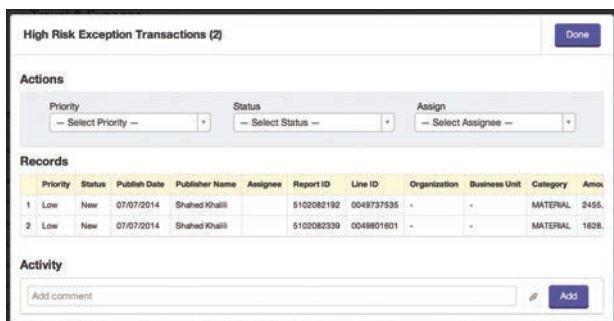 High Risk Exception Transactions (2) Done
Actions
Priority Status Assign
— Select Priority — — Select Status — — Select Assignee —
Records
Priority Status Publish Date Publisher Name Assignee Report ID Line ID Organization Business Unit Category Amou
1 Low New 07/07/2014 Shahed Khalili 5102082192 0049737535 - - MATERIAL 2455.
2 Low New 07/07/2014 Shahed Khalili 5102082339 0049801601 - - MATERIAL 1628.
Activity
Add comment Add